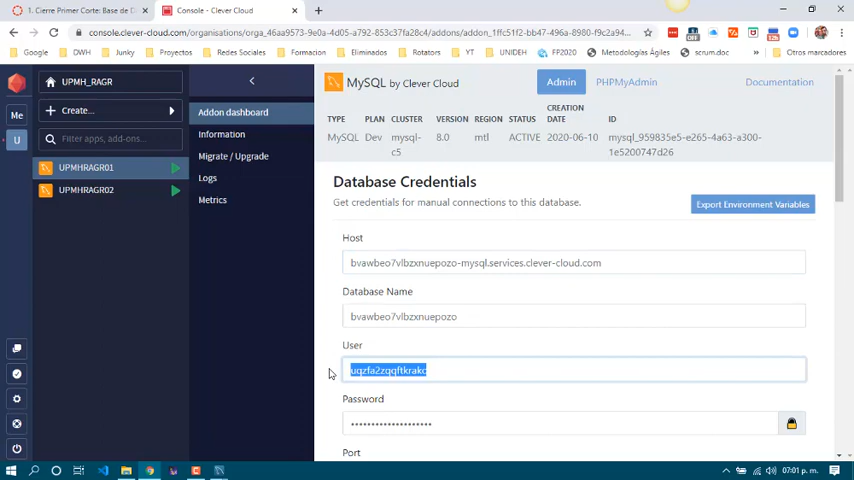 1. Cierre Primer Corte: Base de D
Console - Clever Cloud
console.clever-cloud.com/organisations/orga_46aa9573-9e0a-4d05-a792-853c37fa28c4/addons/addon_1ffc51f2-bb47-496a-8980-f9c2a94...
Google
DWH
Junky
Proyectos
Redes Sociales
Formacion
Eliminados
Rotators
YT
UNIDEH
FP2020
Metodologías Ágiles
scrum.doc
Otros marcadores
UPMH_RAGR
MySQL by Clever Cloud
Admin
PHPMyAdmin
Documentation
Me
Create...
Addon dashboard
U
Filter apps, add-ons...
Information
Migrate / Upgrade
Logs
Metrics
UPMHRAGR01
UPMHRAGR02
TYPE PLAN CLUSTER VERSION REGION STATUS CREATION DATE ID
MySQL Dev mysql-c5 8.0 mtl ACTIVE 2020-06-10 mysql_959835e5-e265-4a63-a300-1e5200747d26
Database Credentials
Get credentials for manual connections to this database.
Export Environment Variables
Host
bvawbeo7vlbzxnuepozo-mysql.services.clever-cloud.com
Database Name
bvawbeo7vlbzxnuepozo
User
Password
••••••••••••••••••••
Port
07:01 p. m.